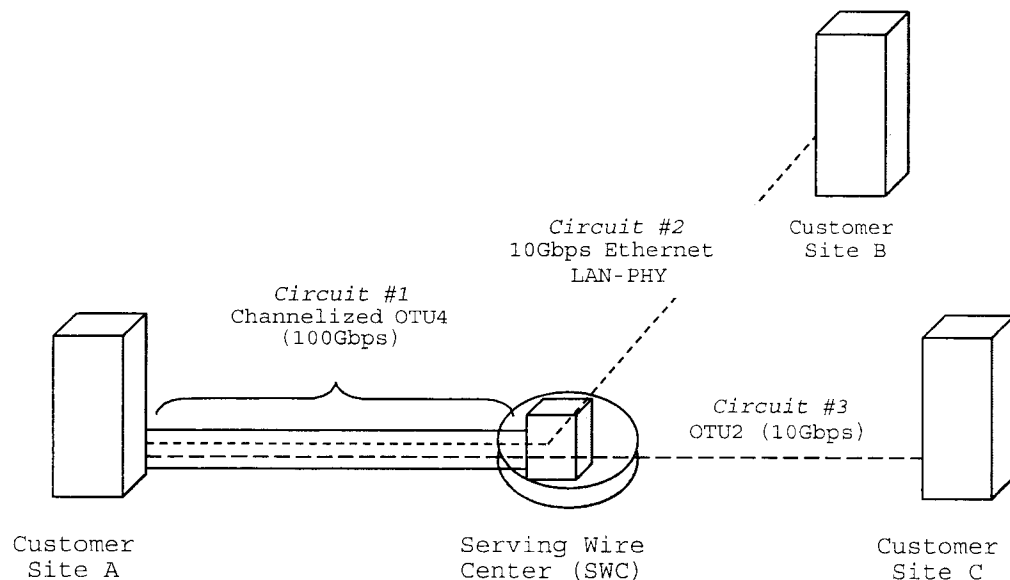 Circuit #2
10Gbps Ethernet
LAN-PHY
Customer
Site B
Circuit #1
Channelized OTU4
(100Gbps)
Circuit #3
OTU2 (10Gbps)
Customer
Site A
Serving Wire
Center (SWC)
Customer
Site C